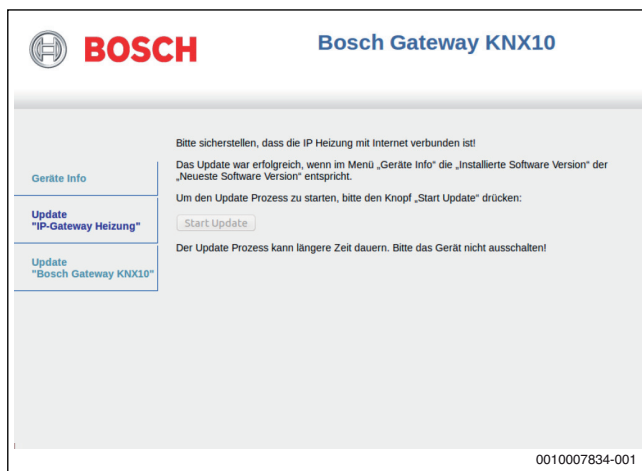 BOSCH
Bosch Gateway KNX10
Geräte Info
Update
"IP-Gateway Heizung"
Update
"Bosch Gateway KNX10"
Bitte sicherstellen, dass die IP Heizung mit Internet verbunden ist!
Das Update war erfolgreich, wenn im Menü „Geräte Info" die „Installierte Software Version" der
„Neueste Software Version" entspricht.
Um den Update Prozess zu starten, bitte den Knopf „Start Update" drücken:
Start Update
Der Update Prozess kann längere Zeit dauern. Bitte das Gerät nicht ausschalten!
0010007834-001